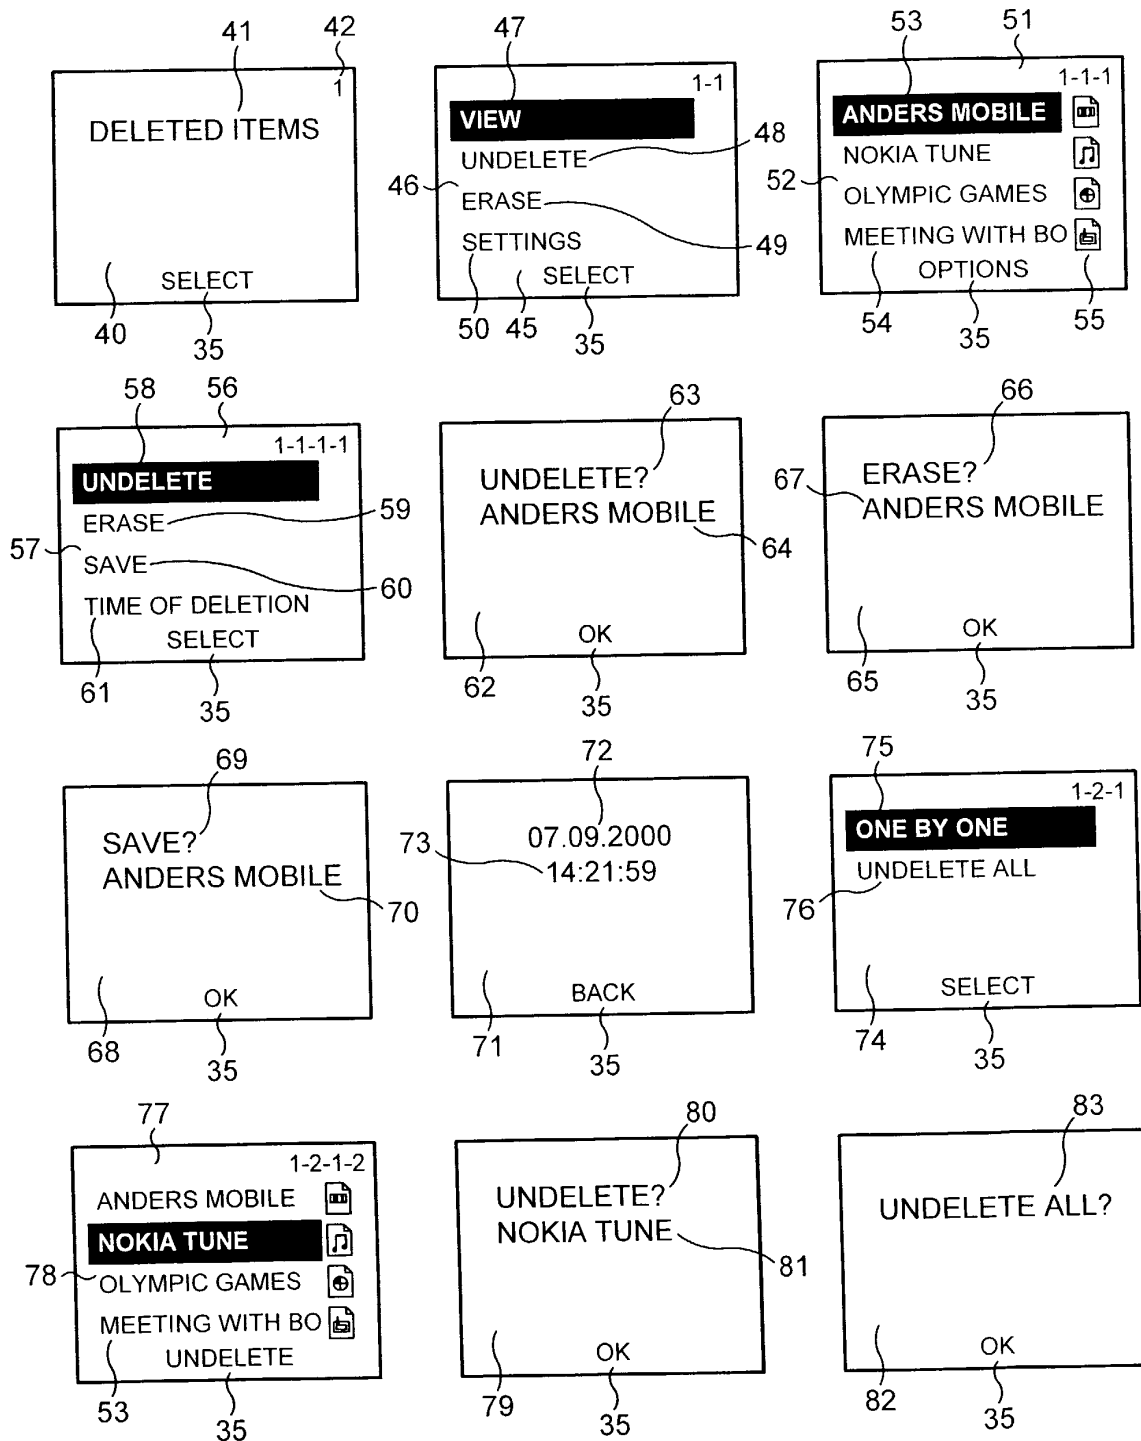 41
42
1
DELETED ITEMS
SELECT
40
35
47
1-1
VIEW
UNDELETE
48
46
ERASE
49
SETTINGS
SELECT
50
45
35
53
51
1-1-1
ANDERS MOBILE
NOKIA TUNE
52
OLYMPIC GAMES
MEETING WITH BO
OPTIONS
54
35
55
58
56
1-1-1-1
UNDELETE
ERASE
59
57
SAVE
60
TIME OF DELETION
SELECT
61
35
63
UNDELETE?
ANDERS MOBILE
64
OK
62
35
66
ERASE?
67
ANDERS MOBILE
OK
65
35
69
SAVE?
ANDERS MOBILE
70
OK
68
35
72
07.09.2000
73
14:21:59
BACK
71
35
75
1-2-1
ONE BY ONE
UNDELETE ALL
76
SELECT
74
35
77
1-2-1-2
ANDERS MOBILE
NOKIA TUNE
78
OLYMPIC GAMES
MEETING WITH BO
UNDELETE
53
35
80
UNDELETE?
NOKIA TUNE
81
OK
79
35
83
UNDELETE ALL?
OK
82
35